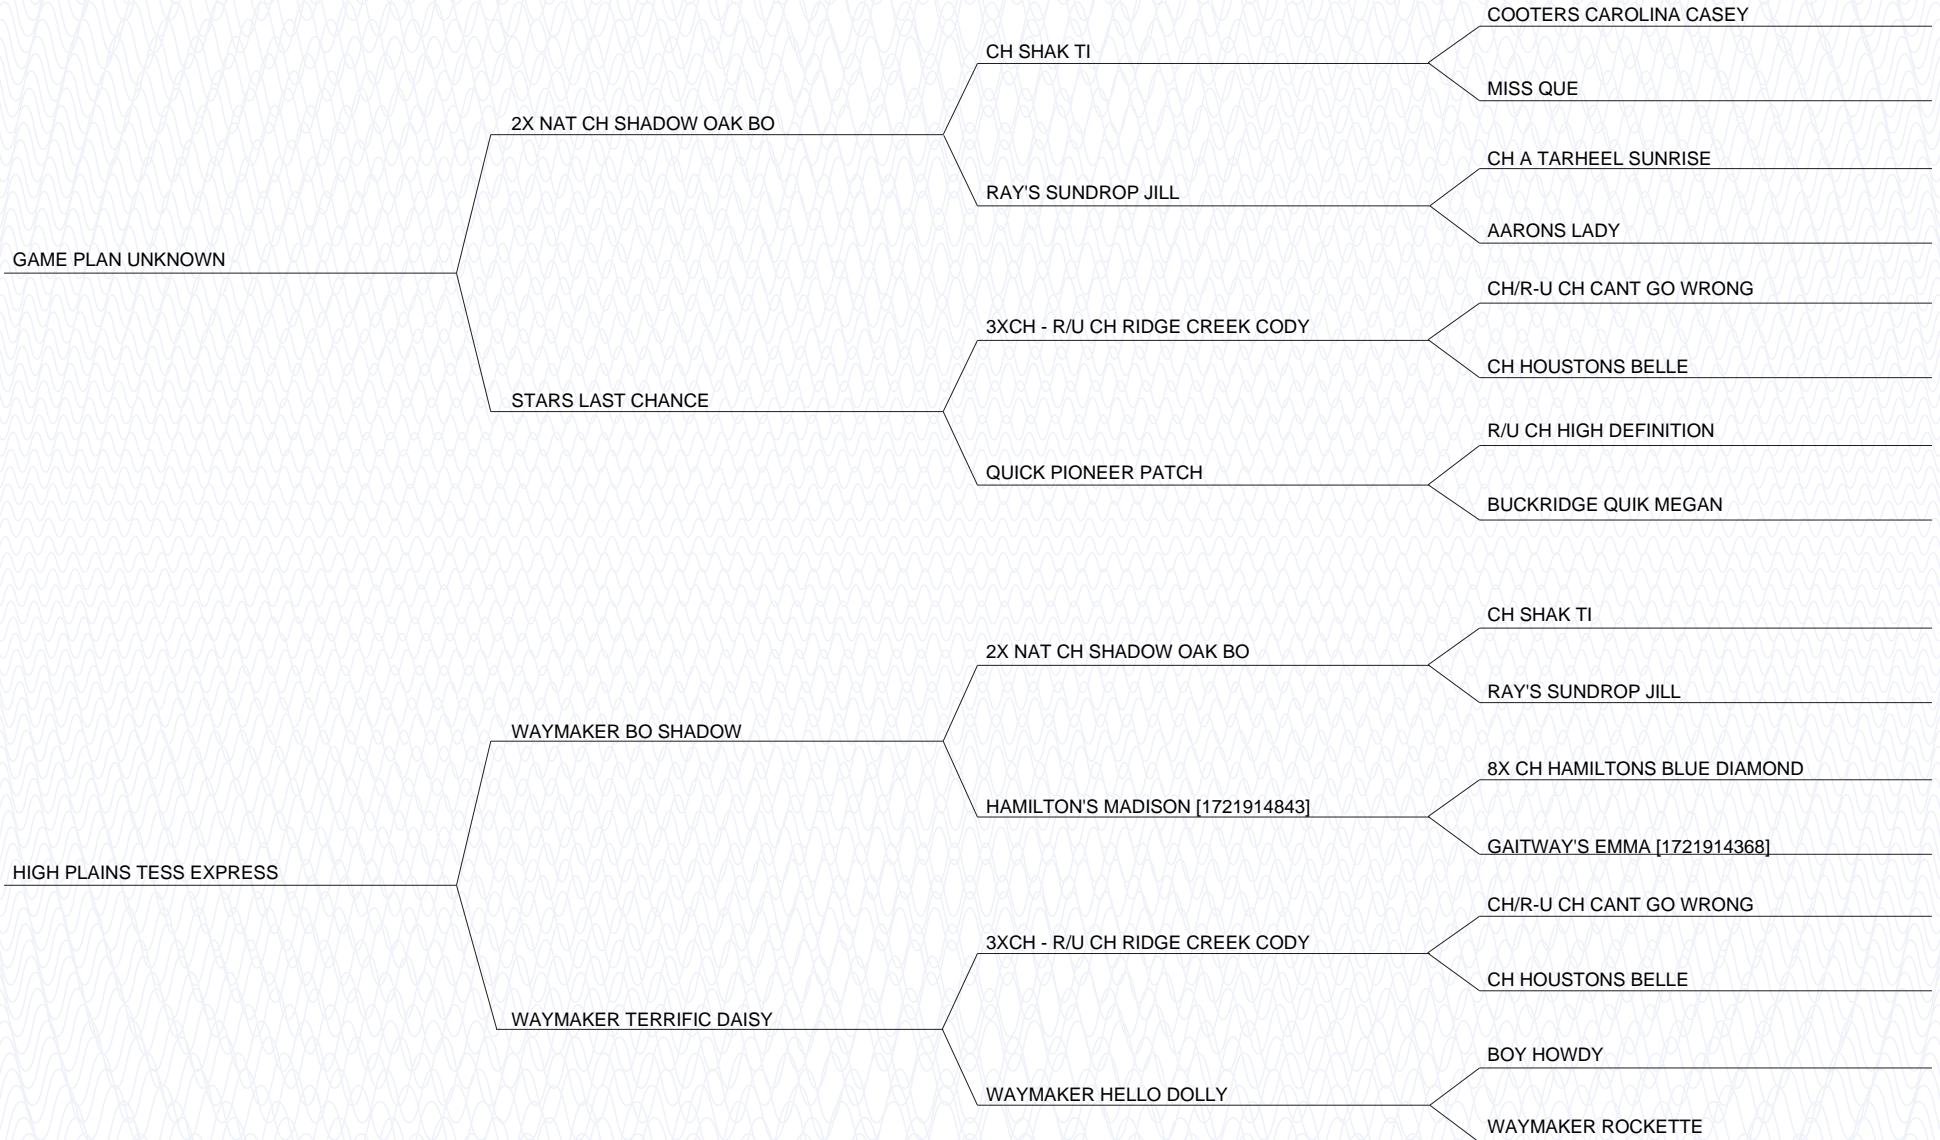 COOTERS CAROLINA CASEY
CH SHAK TI
MISS QUE
2X NAT CH SHADOW OAK BO
CH A TARHEEL SUNRISE
RAY'S SUNDROP JILL
AARONS LADY
GAME PLAN UNKNOWN
CH/R-U CH CANT GO WRONG
3XCH - R/U CH RIDGE CREEK CODY
CH HOUSTONS BELLE
STARS LAST CHANCE
R/U CH HIGH DEFINITION
QUICK PIONEER PATCH
BUCKRIDGE QUIK MEGAN
CH SHAK TI
2X NAT CH SHADOW OAK BO
RAY'S SUNDROP JILL
WAYMAKER BO SHADOW
8X CH HAMILTONS BLUE DIAMOND
HAMILTON'S MADISON [1721914843]
GAITWAY'S EMMA [1721914368]
HIGH PLAINS TESS EXPRESS
CH/R-U CH CANT GO WRONG
3XCH - R/U CH RIDGE CREEK CODY
CH HOUSTONS BELLE
WAYMAKER TERRIFIC DAISY
BOY HOWDY
WAYMAKER HELLO DOLLY
WAYMAKER ROCKETTE